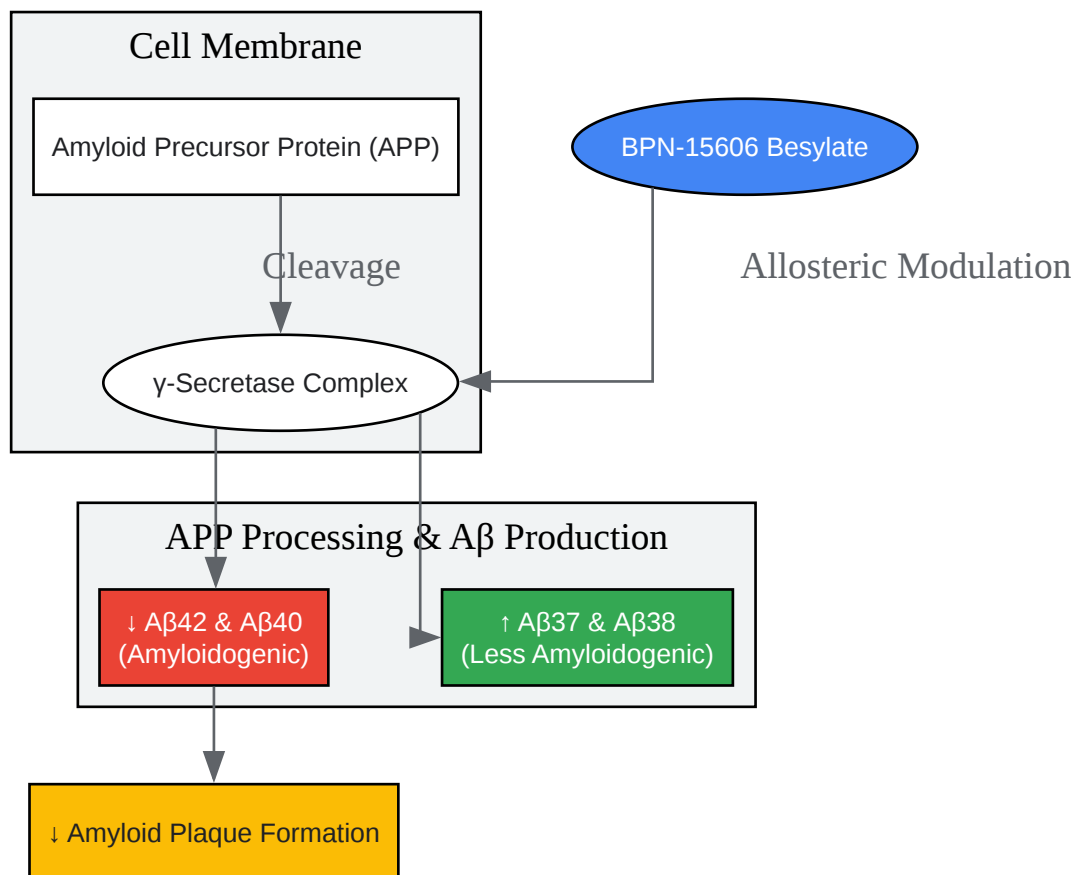 Cell Membrane
Amyloid Precursor Protein (APP)
BPN-15606 Besylate
Cleavage
Allosteric Modulation
γ-Secretase Complex
APP Processing & Aβ Production
↓ Aβ42 & Aβ40
(Amyloidogenic)
↑ Aβ37 & Aβ38
(Less Amyloidogenic)
↓ Amyloid Plaque Formation